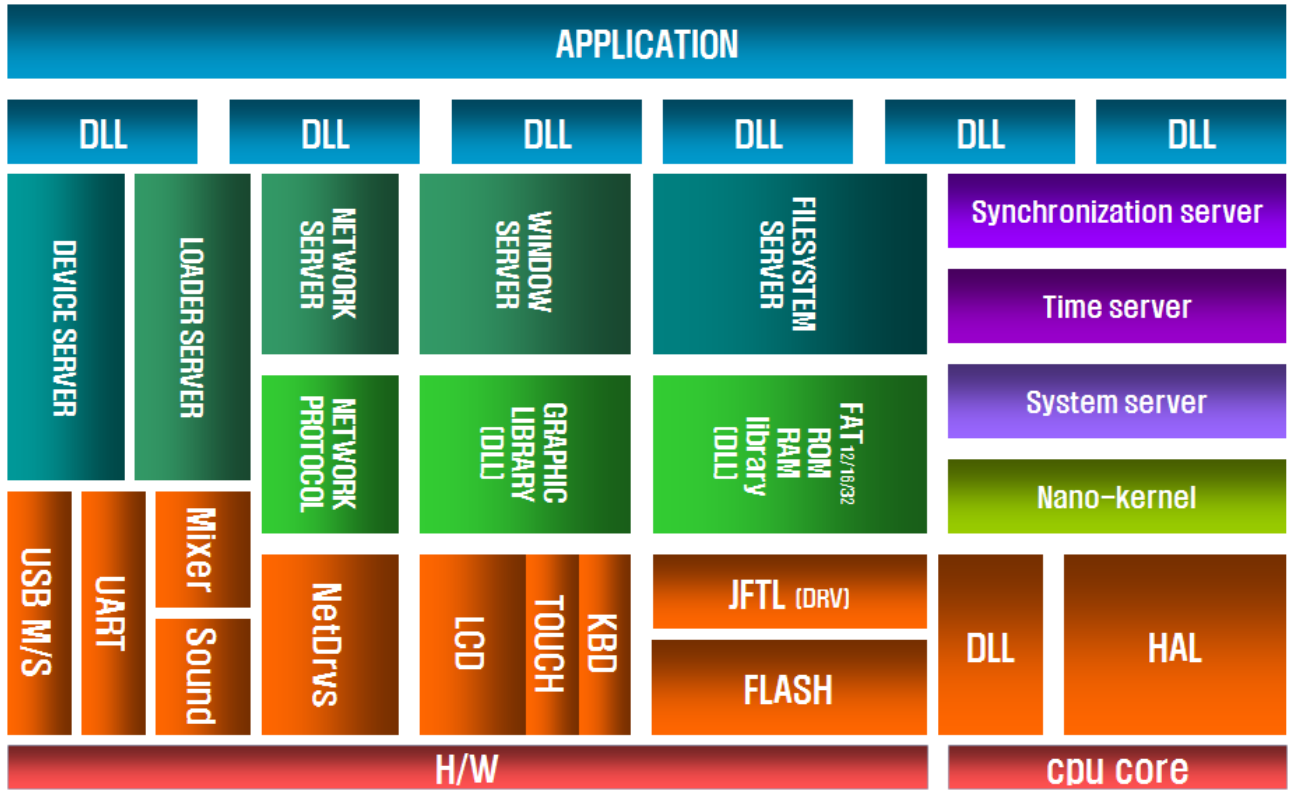 APPLICATION
DLL
DLL
DLL
DLL
DLL
DLL
DEVICE SERVER
LOADER SERVER
NETWORK
SERVER
WINDOW
SERVER
FILESYSTEM
SERVER
Synchronization server
Time server
System server
Nano-kernel
NETWORK
PROTOCOL
GRAPHIC
LIBRARY
(DLL)
FAT 12/16/32
ROM
RAM
library
(DLL)
USB M/S
UART
Mixer
Sound
NetDrvs
LCD
TOUCH
KBD
JFTL (DRV)
FLASH
DLL
HAL
H/W
cpu core